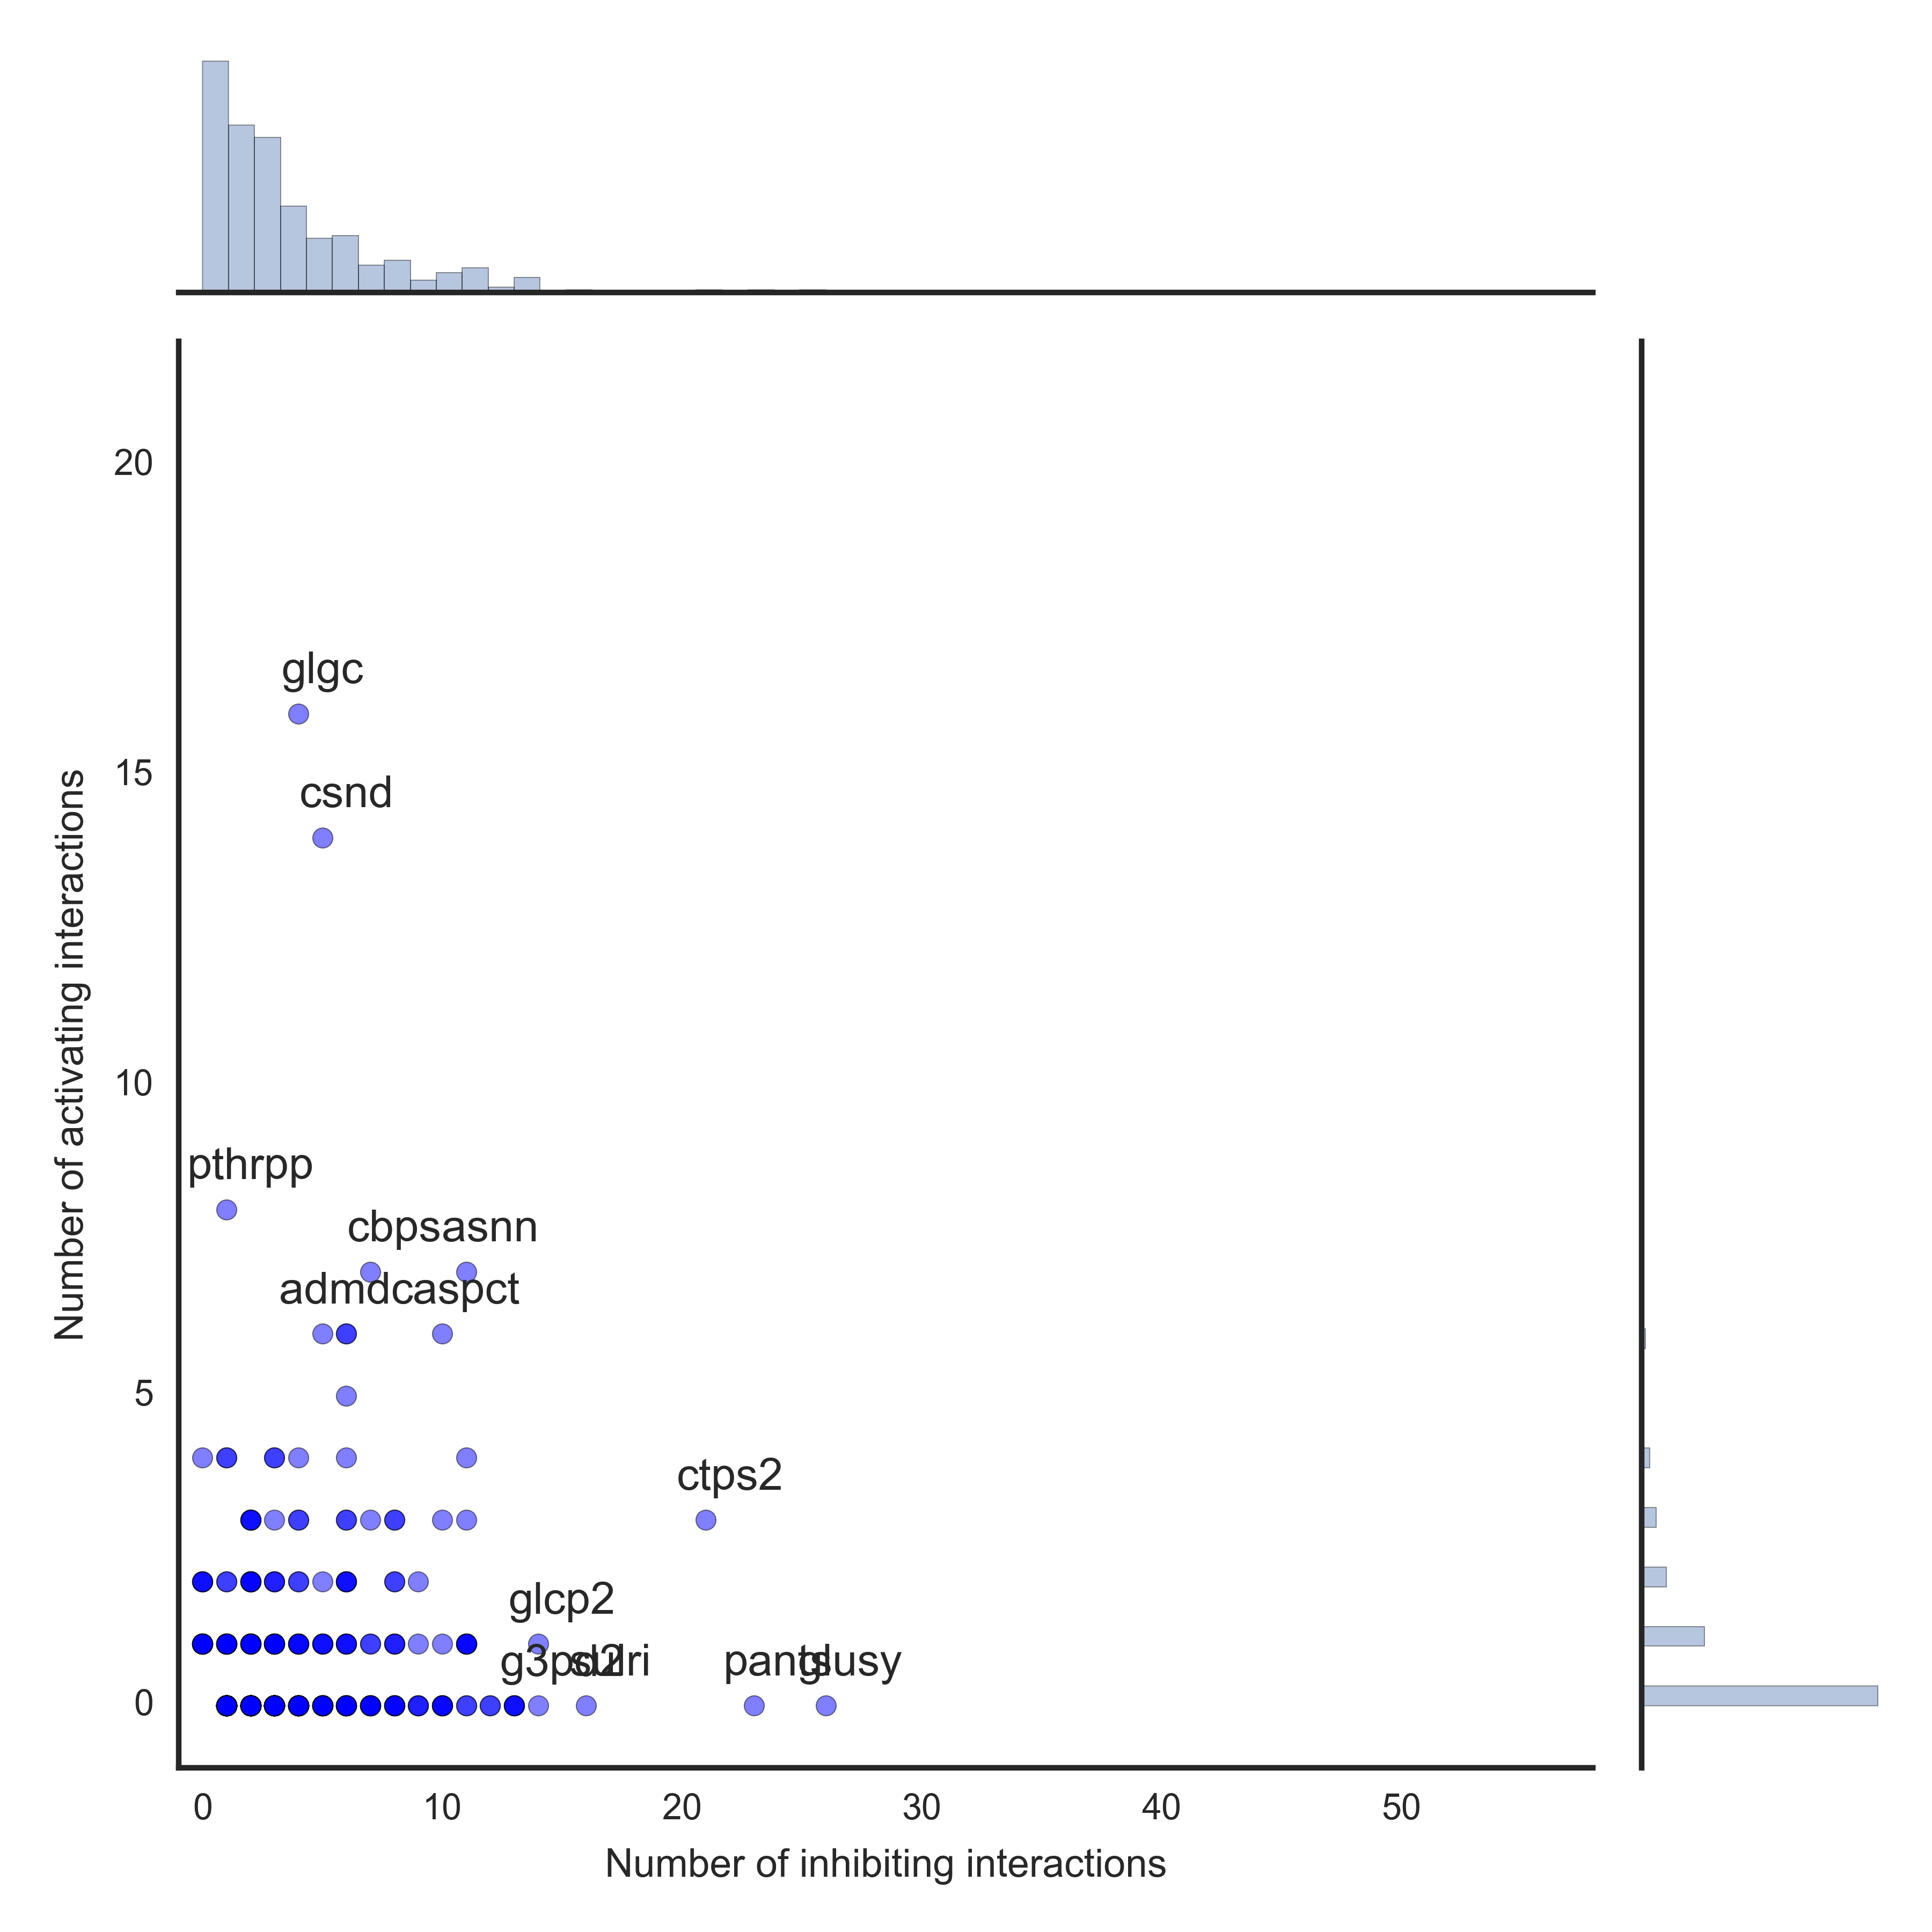 glgc
csnd
pthrpp
cbpsasnn
admdcaspct
ctps2
glcp2
glusy
20
15
10
5
0
Number of activating interactions
0 10 20 30 40 50
Number of inhibiting interactions